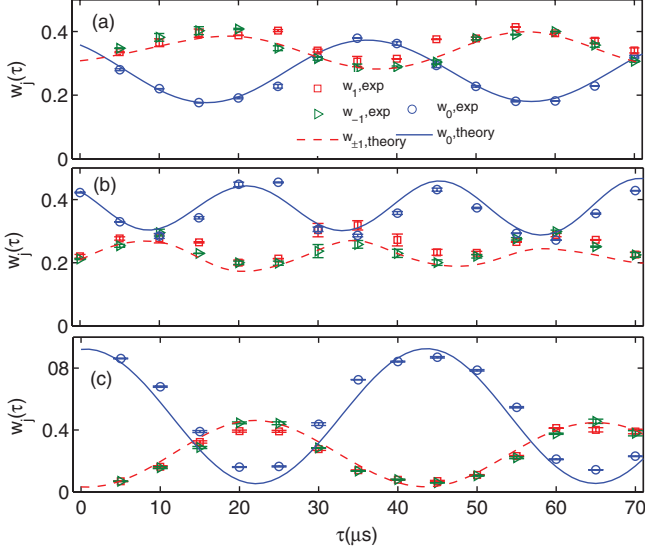 (a)
0.4
0.2
0
w_j(τ)
w_1,exp
w_-1,exp
w_0,exp
w_±1,theory
w_0,theory
(b)
0.4
0.2
0
w_j(τ)
(c)
08
0.4
0
w_j(τ)
0 10 20 30 40 50 60 70
τ(μs)